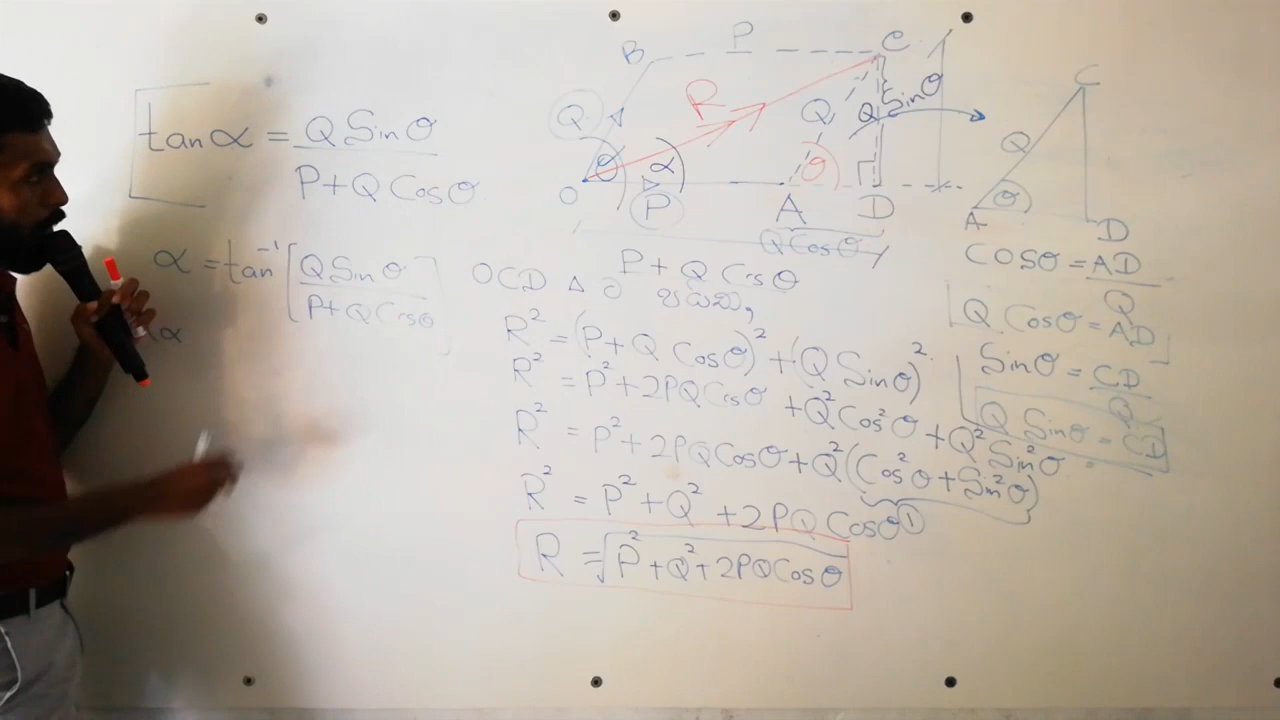 tan α = Q Sin θ
P + Q Cos θ
α = tan⁻¹ [ Q Sin θ
P + Q Cos θ ]
α
B
P
C
Q
R
Q
Q Sin θ
θ
α
θ
O
P
A
D
Q Cos θ
P + Q Cos θ
C
Q
θ
A
D
Cos θ = AD
Q
Q Cos θ = AD
Sin θ = CD
Q
Q Sin θ = CD
OCD Δ ට
R² = (P + Q Cos θ)² + (Q Sin θ)²
R² = P² + 2PQ Cos θ + Q² Cos² θ + Q² Sin² θ
R² = P² + 2PQ Cos θ + Q² (Cos² θ + Sin² θ)
1
R² = P² + Q² + 2PQ Cos θ
R = √P² + Q² + 2PQ Cos θ